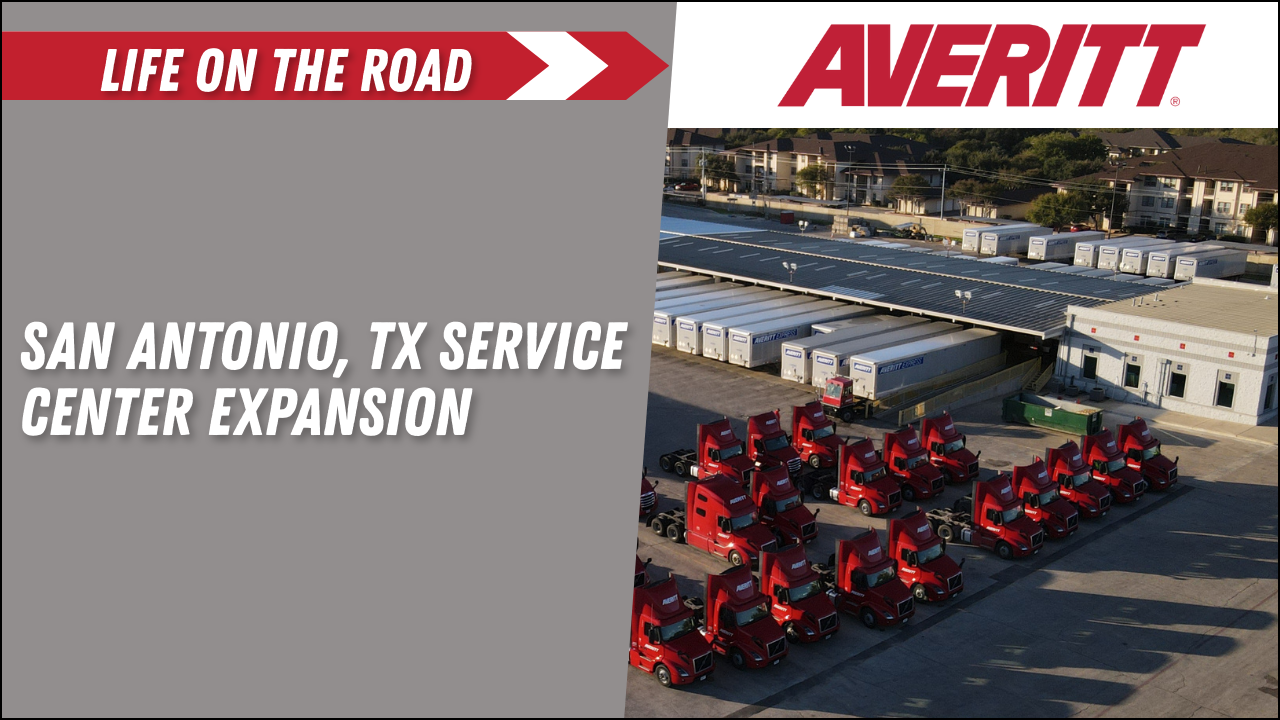 LIFE ON THE ROAD
AVERITT®
SAN ANTONIO, TX SERVICE
CENTER EXPANSION